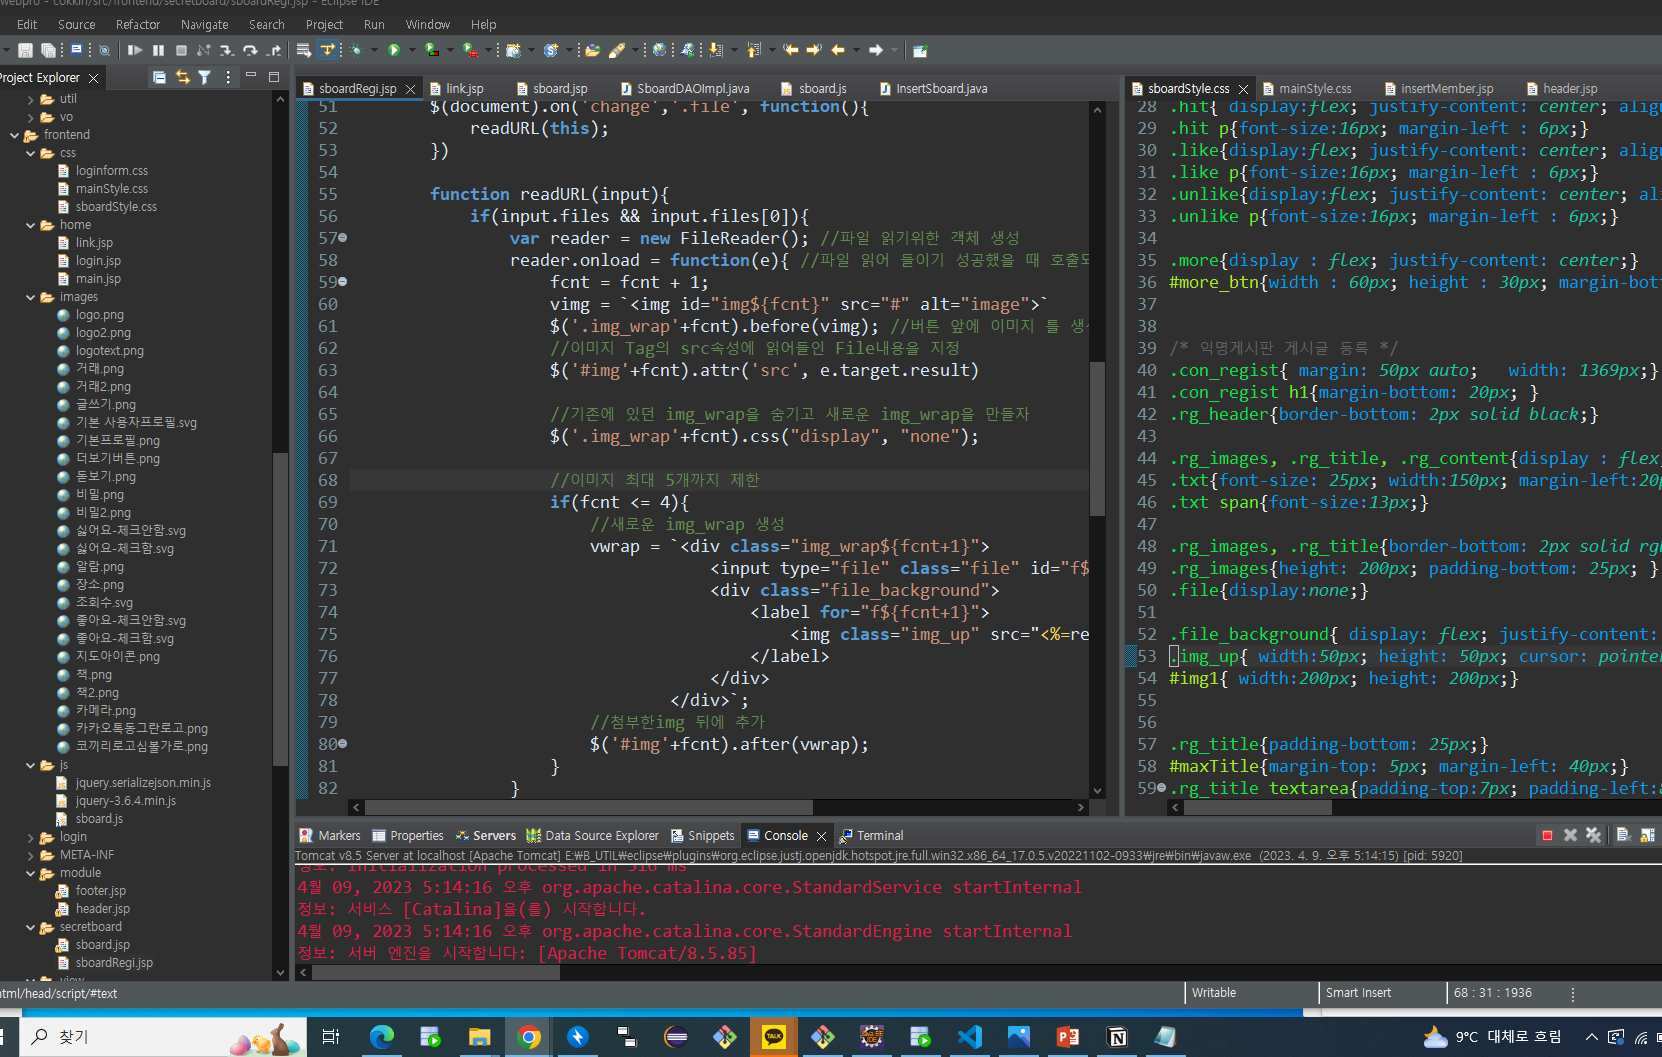 webpro - cokkiri/src/frontend/secretboard/sboardRegi.jsp - Eclipse IDE
Edit Source Refactor Navigate Search Project Run Window Help
Project Explorer
util
vo
frontend
css
loginform.css
mainStyle.css
sboardStyle.css
home
link.jsp
login.jsp
main.jsp
images
logo.png
logo2.png
logotext.png
거래.png
거래2.png
글쓰기.png
기본 사용자프로필.svg
기본프로필.png
더보기버튼.png
돋보기.png
비밀.png
비밀2.png
싫어요-체크안함.svg
싫어요-체크함.svg
알람.png
장소.png
조회수.svg
좋아요-체크안함.svg
좋아요-체크함.svg
지도아이콘.png
책.png
책2.png
카메라.png
카카오톡동그란로고.png
코끼리로고심볼가로.png
js
jquery.serializejson.min.js
jquery-3.6.4.min.js
sboard.js
login
META-INF
module
footer.jsp
header.jsp
secretboard
sboard.jsp
sboardRegi.jsp
view
sboardRegi.jsp link.jsp sboard.jsp SboardDAOImpl.java sboard.js InsertSboard.java
51 $(document).on('change','.file', function(){
52 readURL(this);
53 })
54
55 function readURL(input){
56 if(input.files && input.files[0]){
57 var reader = new FileReader(); //파일 읽기위한 객체 생성
58 reader.onload = function(e){ //파일 읽어 들이기 성공했을 때 호출되
59 fcnt = fcnt + 1;
60 vimg = `<img id="img${fcnt}" src="#" alt="image">`
61 $('.img_wrap'+fcnt).before(vimg); //버튼 앞에 이미지 틀 생성
62 //이미지 Tag의 src속성에 읽어들인 File내용을 지정
63 $('#img'+fcnt).attr('src', e.target.result)
64
65 //기존에 있던 img_wrap을 숨기고 새로운 img_wrap을 만들자
66 $('.img_wrap'+fcnt).css("display", "none");
67
68 //이미지 최대 5개까지 제한
69 if(fcnt <= 4){
70 //새로운 img_wrap 생성
71 vwrap = `<div class="img_wrap${fcnt+1}">
72 <input type="file" class="file" id="f$
73 <div class="file_background">
74 <label for="f${fcnt+1}">
75 <img class="img_up" src="<%=re
76 </label>
77 </div>
78 </div>`;
79 //첨부한img 뒤에 추가
80 $('#img'+fcnt).after(vwrap);
81 }
82 }
sboardStyle.css mainStyle.css insertMember.jsp header.jsp
28 .hit{ display:flex; justify-content: center; align
29 .hit p{font-size:16px; margin-left : 6px;}
30 .like{display:flex; justify-content: center; align
31 .like p{font-size:16px; margin-left : 6px;}
32 .unlike{display:flex; justify-content: center; ali
33 .unlike p{font-size:16px; margin-left : 6px;}
34
35 .more{display : flex; justify-content: center;}
36 #more_btn{width : 60px; height : 30px; margin-bott
37
38
39 /* 익명게시판 게시글 등록 */
40 .con_regist{ margin: 50px auto; width: 1369px;}
41 .con_regist h1{margin-bottom: 20px; }
42 .rg_header{border-bottom: 2px solid black;}
43
44 .rg_images, .rg_title, .rg_content{display : flex;
45 .txt{font-size: 25px; width:150px; margin-left:20p
46 .txt span{font-size:13px;}
47
48 .rg_images, .rg_title{border-bottom: 2px solid rgb
49 .rg_images{height: 200px; padding-bottom: 25px; }
50 .file{display:none;}
51
52 .file_background{ display: flex; justify-content:
53 .img_up{ width:50px; height: 50px; cursor: pointer
54 #img1{ width:200px; height: 200px;}
55
56
57 .rg_title{padding-bottom: 25px;}
58 #maxTitle{margin-top: 5px; margin-left: 40px;}
59 .rg_title textarea{padding-top:7px; padding-left:
Markers Properties Servers Data Source Explorer Snippets Console Terminal
Tomcat v8.5 Server at localhost [Apache Tomcat] E:₩B_UTIL₩eclipse₩plugins₩org.eclipse.justj.openjdk.hotspot.jre.full.win32.x86_64_17.0.5.v20221102-0933₩jre₩bin₩javaw.exe (2023. 4. 9. 오후 5:14:15) [pid: 5920]
정보: Initialization processed in 516 ms
4월 09, 2023 5:14:16 오후 org.apache.catalina.core.StandardService startInternal
정보: 서비스 [Catalina]을(를) 시작합니다.
4월 09, 2023 5:14:16 오후 org.apache.catalina.core.StandardEngine startInternal
정보: 서버 엔진을 시작합니다: [Apache Tomcat/8.5.85]
html/head/script/#text
Writable Smart Insert 68 : 31 : 1936
찾기
TALK
9°C 대체로 흐림